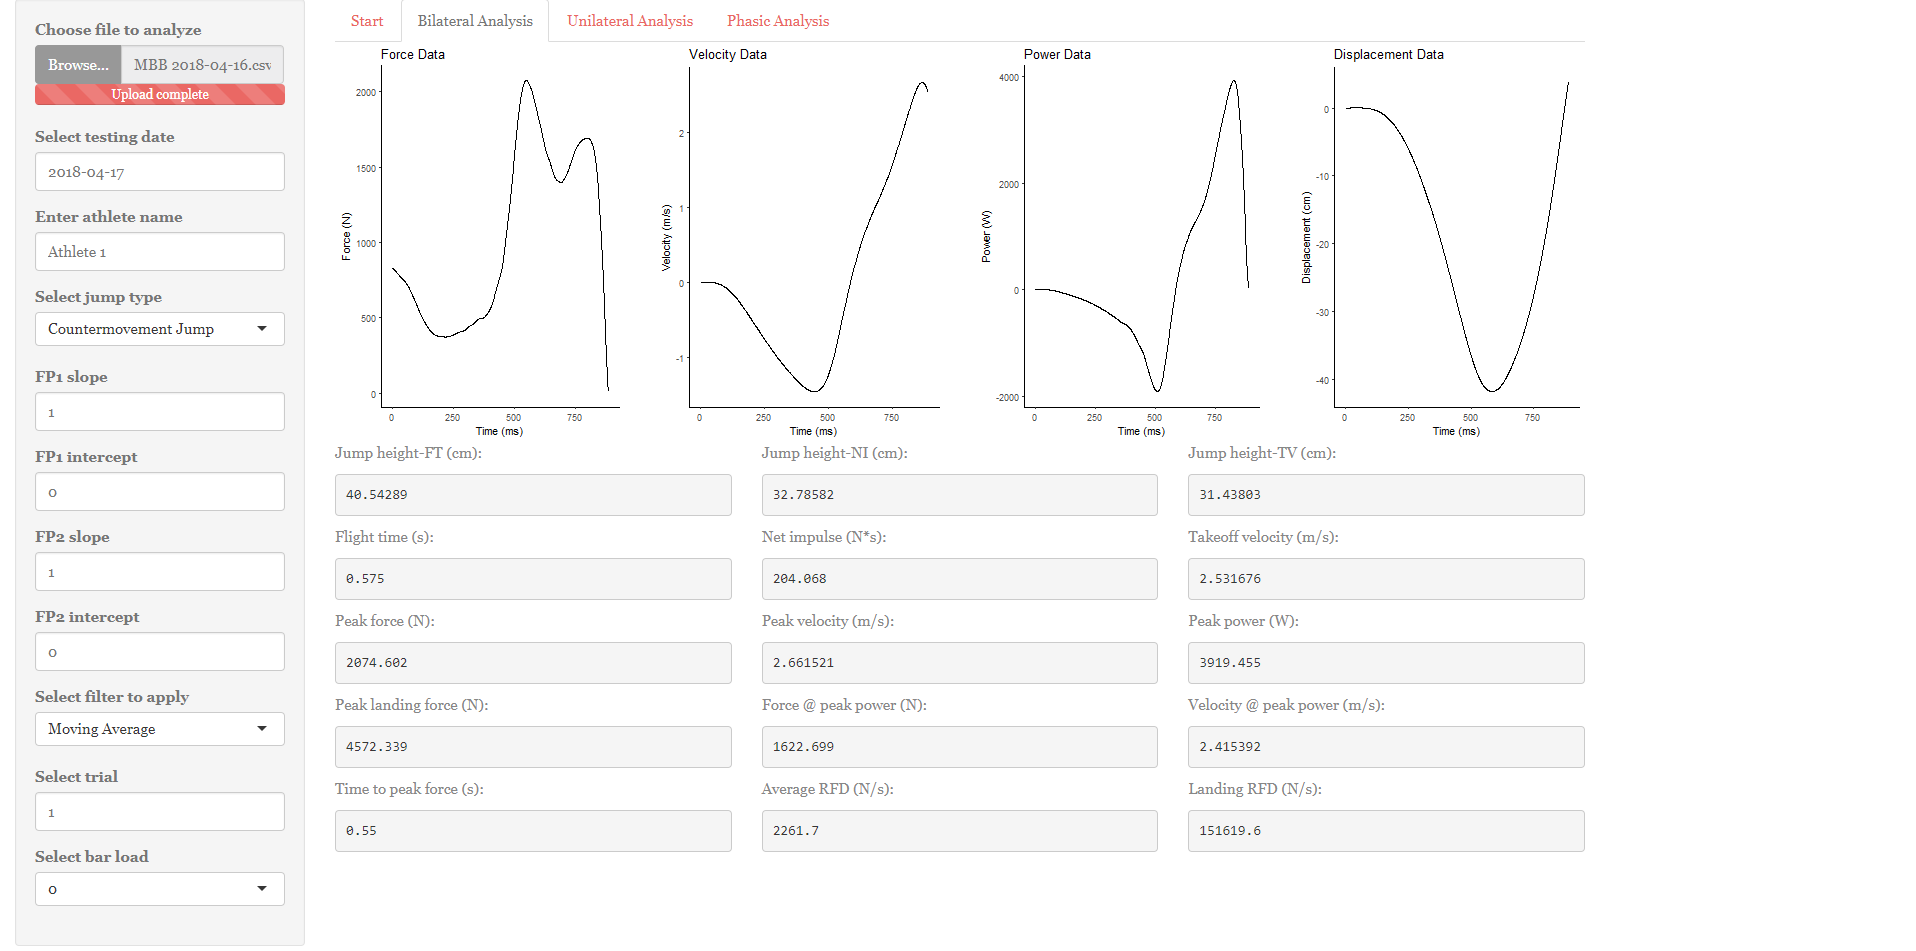 Choose file to analyze
Browse... MBB 2018-04-16.csv
Upload complete
Select testing date
2018-04-17
Enter athlete name
Athlete 1
Select jump type
Countermovement Jump
FP1 slope
1
FP1 intercept
0
FP2 slope
1
FP2 intercept
0
Select filter to apply
Moving Average
Select trial
1
Select bar load
0
Start Bilateral Analysis Unilateral Analysis Phasic Analysis
Force Data
Force (N)
2000
1500
1000
500
0
0 250 500 750
Time (ms)
Velocity Data
Velocity (m/s)
2
1
0
-1
0 250 500 750
Time (ms)
Power Data
Power (W)
4000
2000
0
-2000
0 250 500 750
Time (ms)
Displacement Data
Displacement (cm)
0
-10
-20
-30
-40
0 250 500 750
Time (ms)
Jump height-FT (cm): Jump height-NI (cm): Jump height-TV (cm):
40.54289 32.78582 31.43803
Flight time (s): Net impulse (N*s): Takeoff velocity (m/s):
0.575 204.068 2.531676
Peak force (N): Peak velocity (m/s): Peak power (W):
2074.602 2.661521 3919.455
Peak landing force (N): Force @ peak power (N): Velocity @ peak power (m/s):
4572.339 1622.699 2.415392
Time to peak force (s): Average RFD (N/s): Landing RFD (N/s):
0.55 2261.7 151619.6